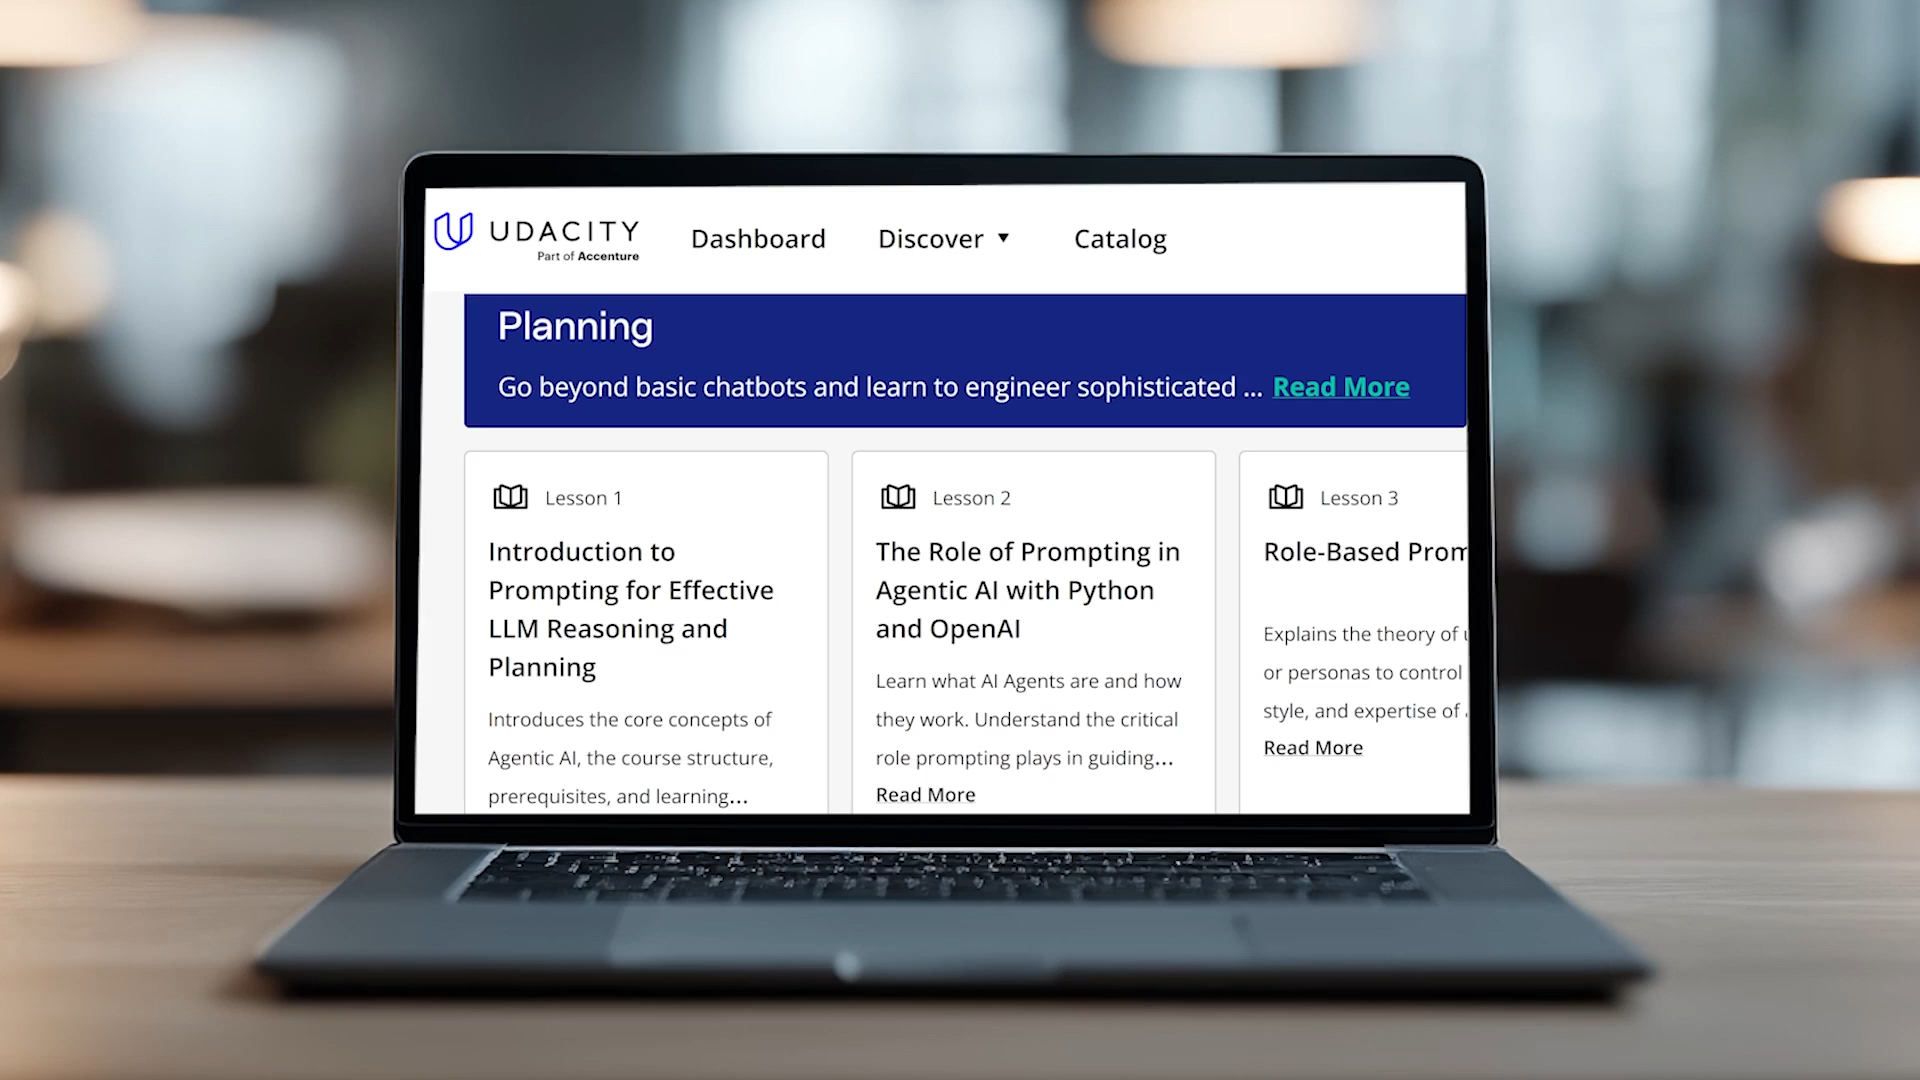 UDACITY
Part of Accenture
Dashboard
Discover
Catalog
Planning
Go beyond basic chatbots and learn to engineer sophisticated ... Read More
Lesson 1
Introduction to
Prompting for Effective
LLM Reasoning and
Planning
Introduces the core concepts of
Agentic AI, the course structure,
prerequisites, and learning...
Lesson 2
The Role of Prompting in
Agentic AI with Python
and OpenAI
Learn what AI Agents are and how
they work. Understand the critical
role prompting plays in guiding...
Read More
Lesson 3
Role-Based Prom
Explains the theory of
or personas to control
style, and expertise of
Read More